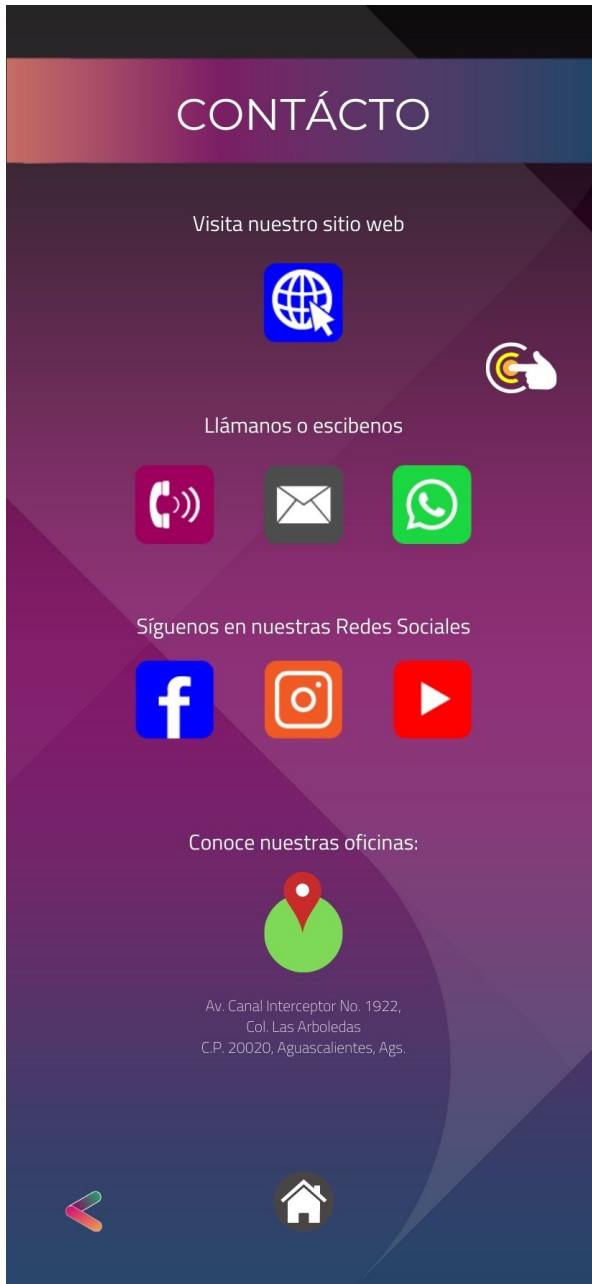 CONTÁCTO
Visita nuestro sitio web
Llámanos o escibenos
Síguenos en nuestras Redes Sociales
Conoce nuestras oficinas:
Av. Canal Interceptor No. 1922,
Col. Las Arboledas
C.P. 20020, Aguascalientes, Ags.